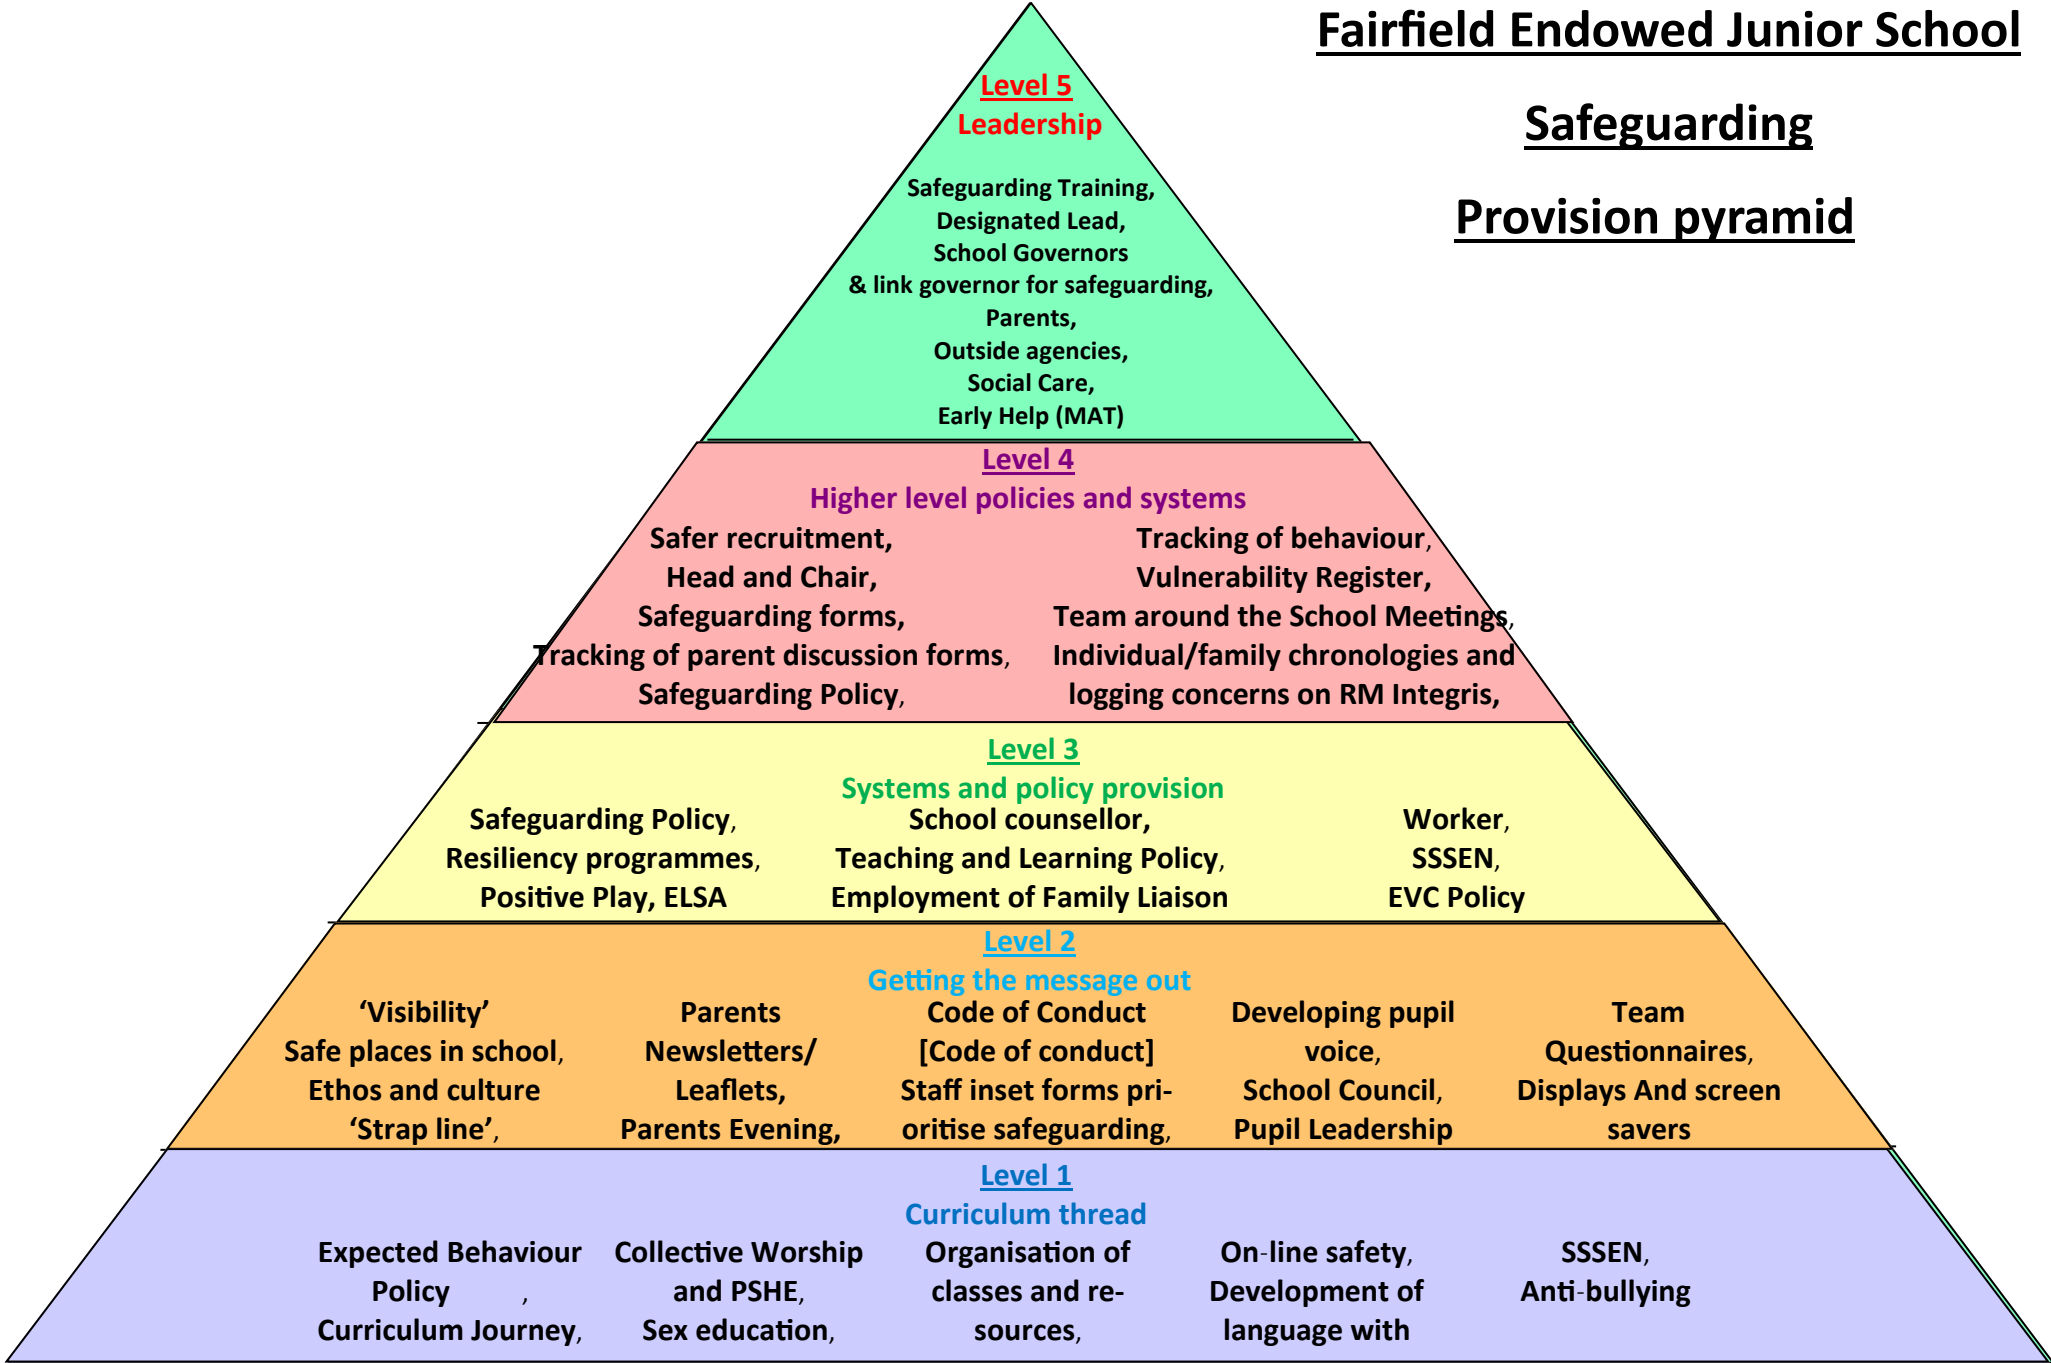 Fairfield Endowed Junior School
Safeguarding
Provision pyramid
Level 5
Leadership
Safeguarding Training,
Designated Lead,
School Governors
& link governor for safeguarding,
Parents,
Outside agencies,
Social Care,
Early Help (MAT)
Level 4
Higher level policies and systems
Safer recruitment,
Head and Chair,
Safeguarding forms,
Tracking of parent discussion forms,
Safeguarding Policy,
Tracking of behaviour,
Vulnerability Register,
Team around the School Meetings,
Individual/family chronologies and
logging concerns on RM Integris,
Level 3
Systems and policy provision
Safeguarding Policy,
Resiliency programmes,
Positive Play, ELSA
School counsellor,
Teaching and Learning Policy,
Employment of Family Liaison
Worker,
SSSEN,
EVC Policy
Level 2
Getting the message out
‘Visibility’
Safe places in school,
Ethos and culture
‘Strap line’,
Parents
Newsletters/
Leaflets,
Parents Evening,
Code of Conduct
[Code of conduct]
Staff inset forms pri-
oritise safeguarding,
Developing pupil
voice,
School Council,
Pupil Leadership
Team
Questionnaires,
Displays And screen
savers
Level 1
Curriculum thread
Expected Behaviour
Policy ,
Curriculum Journey,
Collective Worship
and PSHE,
Sex education,
Organisation of
classes and re-
sources,
On-line safety,
Development of
language with
SSSEN,
Anti-bullying